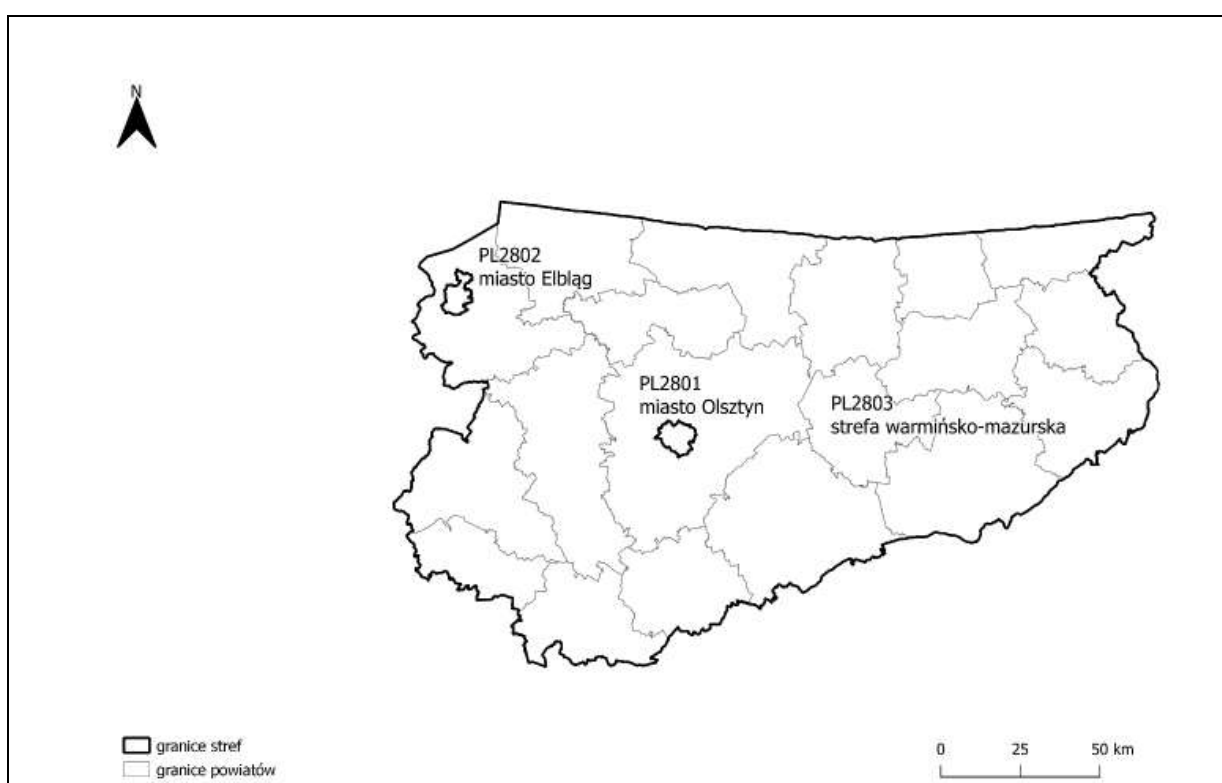 N
PL2802
miasto Elbląg
PL2801
miasto Olsztyn
PL2803
strefa warmińsko-mazurska
granice stref
granice powiatów
0 25 50 km